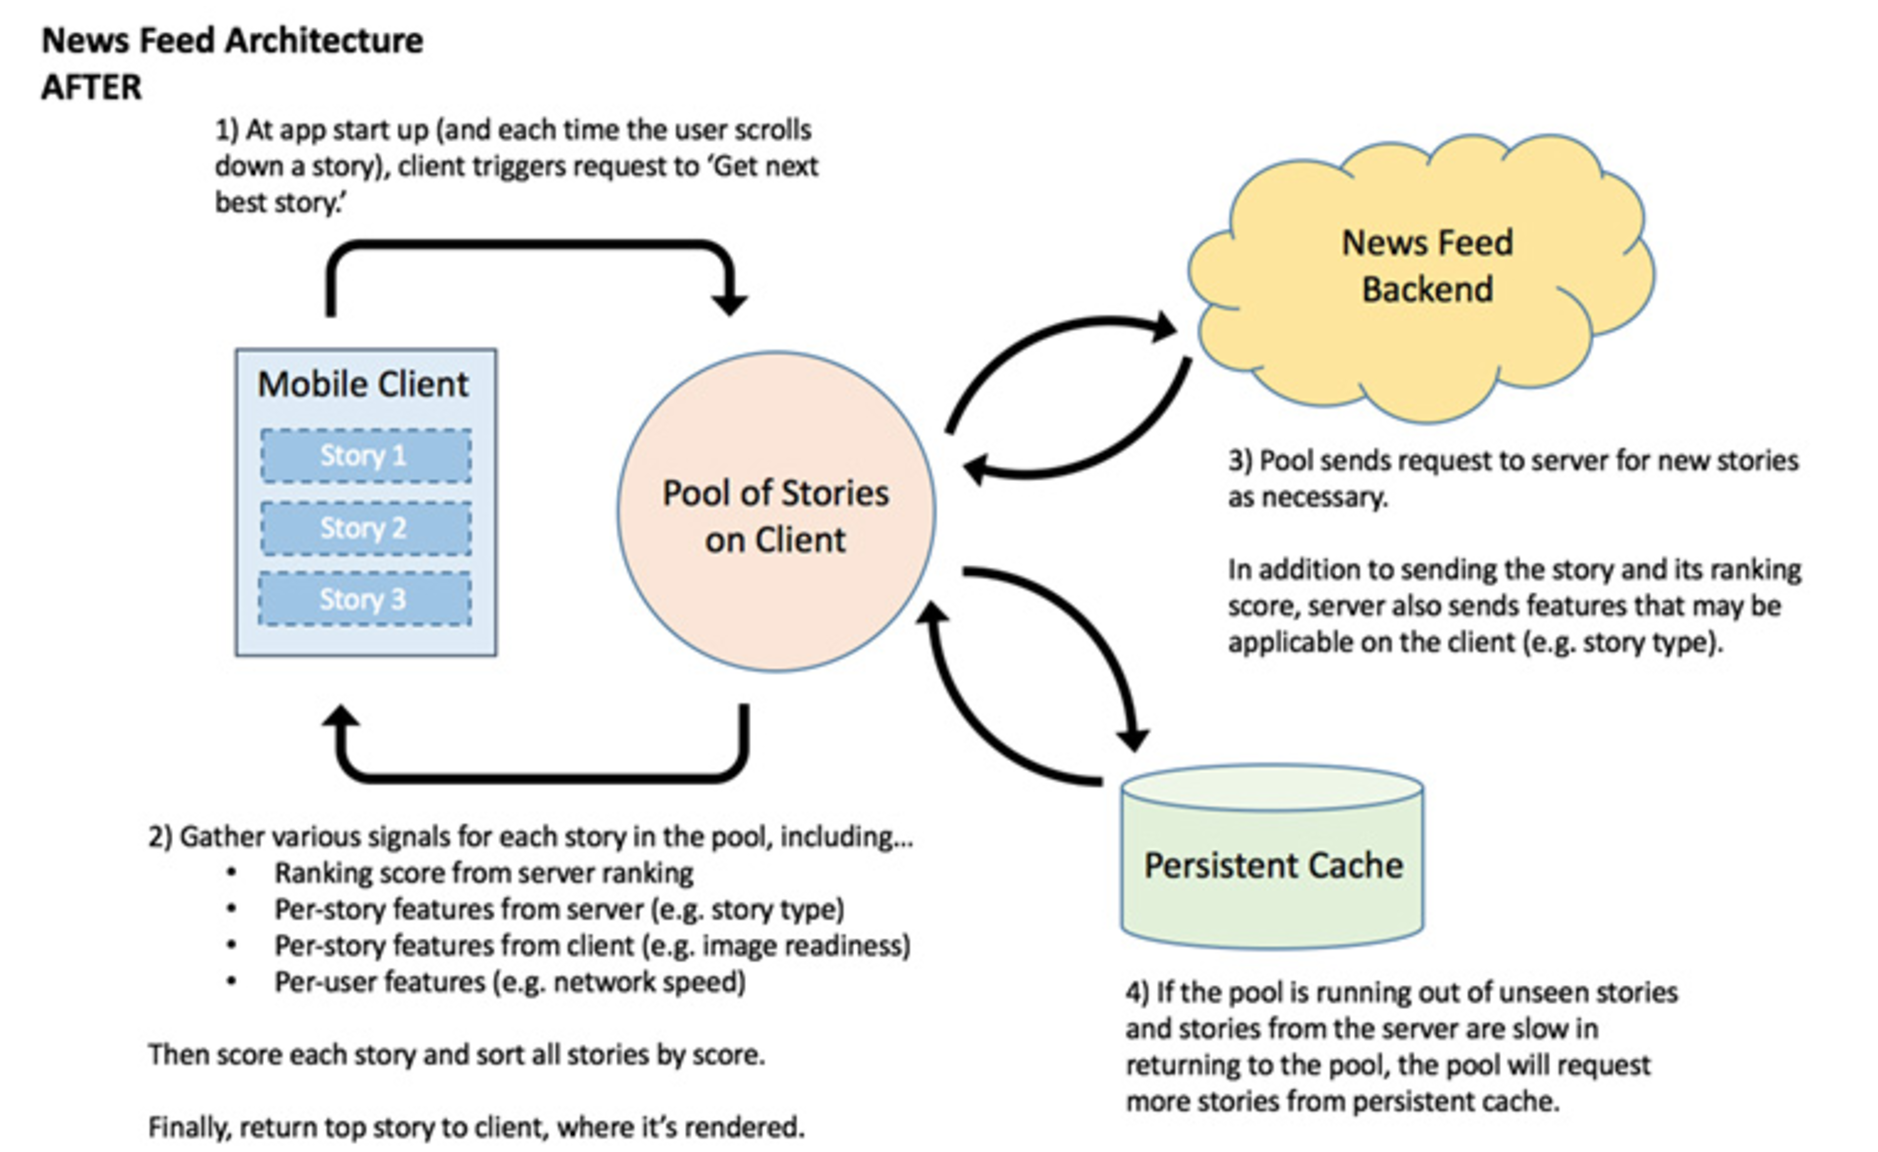 News Feed Architecture
AFTER
1) At app start up (and each time the user scrolls
down a story), client triggers request to ‘Get next
best story.’
Mobile Client
Story 1
Story 2
Story 3
Pool of Stories
on Client
News Feed
Backend
3) Pool sends request to server for new stories
as necessary.
In addition to sending the story and its ranking
score, server also sends features that may be
applicable on the client (e.g. story type).
2) Gather various signals for each story in the pool, including...
• Ranking score from server ranking
• Per-story features from server (e.g. story type)
• Per-story features from client (e.g. image readiness)
• Per-user features (e.g. network speed)
Then score each story and sort all stories by score.
Finally, return top story to client, where it’s rendered.
Persistent Cache
4) If the pool is running out of unseen stories
and stories from the server are slow in
returning to the pool, the pool will request
more stories from persistent cache.